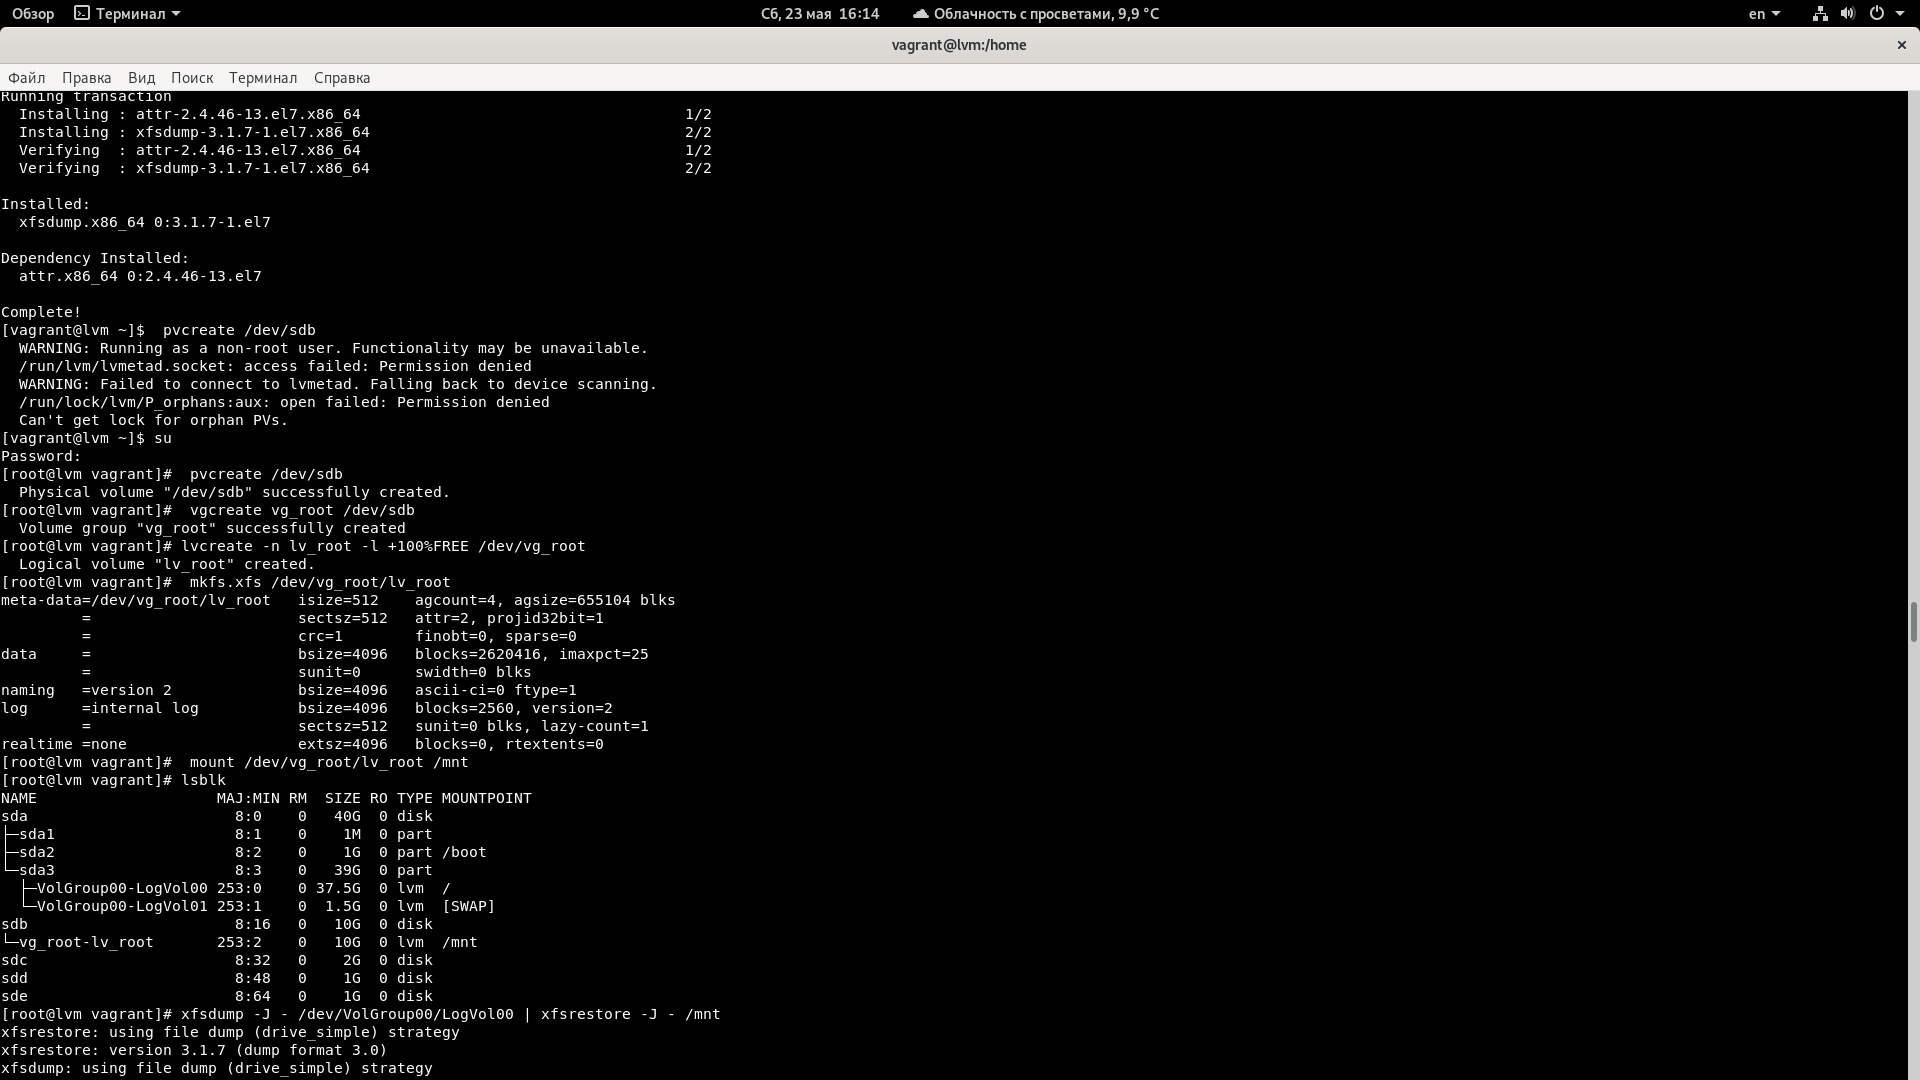 Обзор Терминал Сб, 23 мая 16:14 Облачность с просветами, 9,9 °C en
vagrant@lvm:/home
Файл Правка Вид Поиск Терминал Справка
Running transaction
  Installing : attr-2.4.46-13.el7.x86_64                                    1/2
  Installing : xfsdump-3.1.7-1.el7.x86_64                                   2/2
  Verifying  : attr-2.4.46-13.el7.x86_64                                    1/2
  Verifying  : xfsdump-3.1.7-1.el7.x86_64                                   2/2

Installed:
  xfsdump.x86_64 0:3.1.7-1.el7

Dependency Installed:
  attr.x86_64 0:2.4.46-13.el7

Complete!
[vagrant@lvm ~]$  pvcreate /dev/sdb
  WARNING: Running as a non-root user. Functionality may be unavailable.
  /run/lvm/lvmetad.socket: access failed: Permission denied
  WARNING: Failed to connect to lvmetad. Falling back to device scanning.
  /run/lock/lvm/P_orphans:aux: open failed: Permission denied
  Can't get lock for orphan PVs.
[vagrant@lvm ~]$ su
Password:
[root@lvm vagrant]#  pvcreate /dev/sdb
  Physical volume "/dev/sdb" successfully created.
[root@lvm vagrant]#  vgcreate vg_root /dev/sdb
  Volume group "vg_root" successfully created
[root@lvm vagrant]# lvcreate -n lv_root -l +100%FREE /dev/vg_root
  Logical volume "lv_root" created.
[root@lvm vagrant]#  mkfs.xfs /dev/vg_root/lv_root
meta-data=/dev/vg_root/lv_root   isize=512    agcount=4, agsize=655104 blks
         =                       sectsz=512   attr=2, projid32bit=1
         =                       crc=1        finobt=0, sparse=0
data     =                       bsize=4096   blocks=2620416, imaxpct=25
         =                       sunit=0      swidth=0 blks
naming   =version 2              bsize=4096   ascii-ci=0 ftype=1
log      =internal log           bsize=4096   blocks=2560, version=2
         =                       sectsz=512   sunit=0 blks, lazy-count=1
realtime =none                   extsz=4096   blocks=0, rtextents=0
[root@lvm vagrant]#  mount /dev/vg_root/lv_root /mnt
[root@lvm vagrant]# lsblk
NAME                    MAJ:MIN RM  SIZE RO TYPE MOUNTPOINT
sda                       8:0    0   40G  0 disk
├─sda1                    8:1    0    1M  0 part
├─sda2                    8:2    0    1G  0 part /boot
└─sda3                    8:3    0   39G  0 part
  ├─VolGroup00-LogVol00 253:0    0 37.5G  0 lvm  /
  └─VolGroup00-LogVol01 253:1    0  1.5G  0 lvm  [SWAP]
sdb                       8:16   0   10G  0 disk
└─vg_root-lv_root       253:2    0   10G  0 lvm  /mnt
sdc                       8:32   0    2G  0 disk
sdd                       8:48   0    1G  0 disk
sde                       8:64   0    1G  0 disk
[root@lvm vagrant]# xfsdump -J - /dev/VolGroup00/LogVol00 | xfsrestore -J - /mnt
xfsrestore: using file dump (drive_simple) strategy
xfsrestore: version 3.1.7 (dump format 3.0)
xfsdump: using file dump (drive_simple) strategy